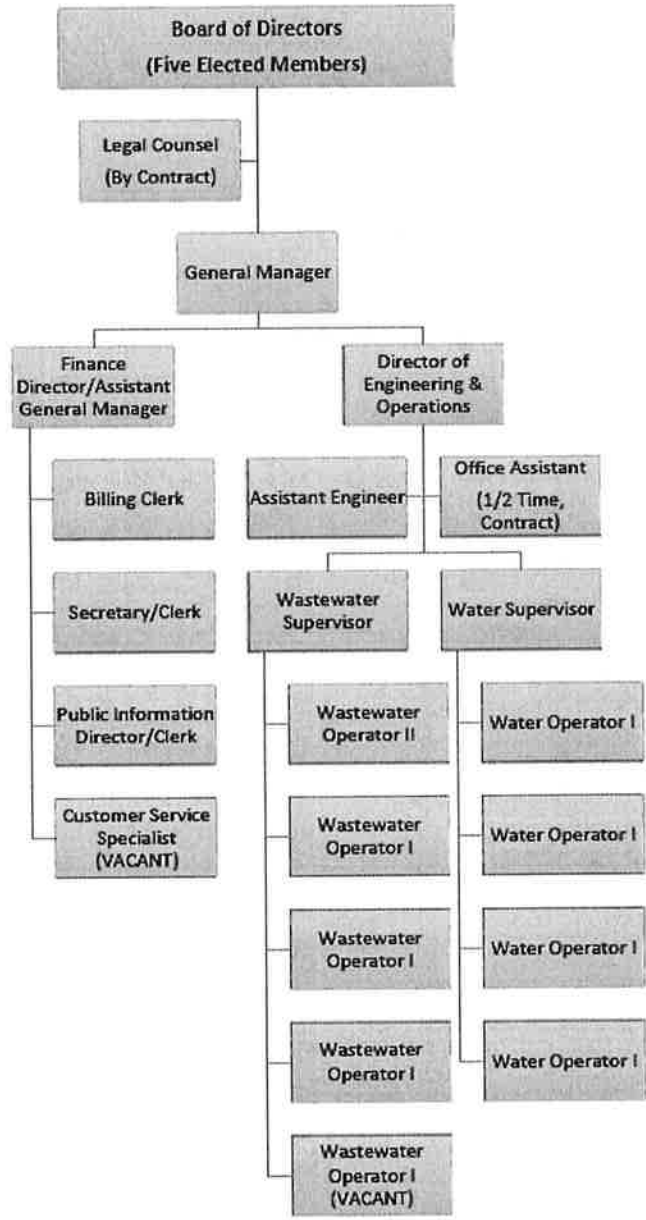 Board of Directors
(Five Elected Members)
Legal Counsel
(By Contract)
General Manager
Finance
Director/Assistant
General Manager
Director of
Engineering &
Operations
Billing Clerk
Secretary/Clerk
Public Information
Director/Clerk
Customer Service
Specialist
(VACANT)
Assistant Engineer
Office Assistant
(1/2 Time,
Contract)
Wastewater
Supervisor
Water Supervisor
Wastewater
Operator II
Wastewater
Operator I
Wastewater
Operator I
Wastewater
Operator I
Wastewater
Operator I
(VACANT)
Water Operator I
Water Operator I
Water Operator I
Water Operator I